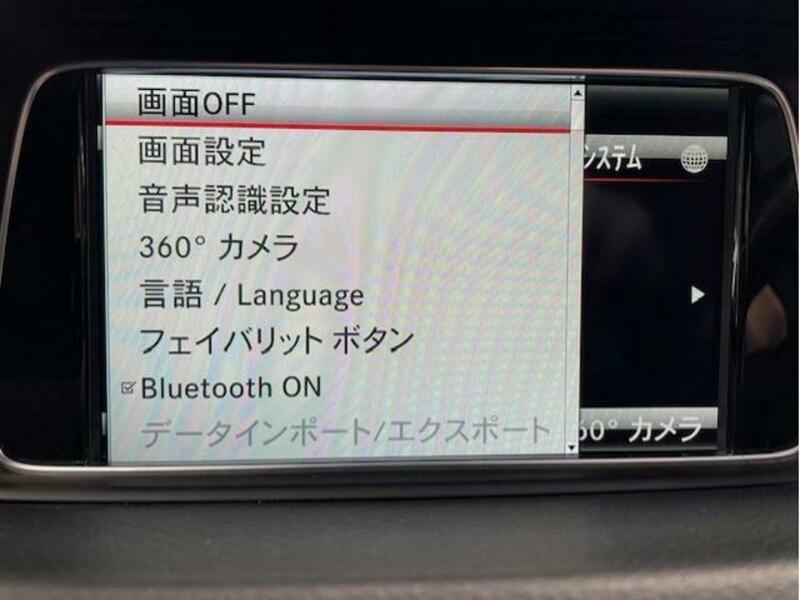 画面OFF
画面設定
音声認識設定
360° カメラ
言語 / Language
フェイバリット ボタン
Bluetooth ON
データインポート/エクスポート
システム
60° カメラ